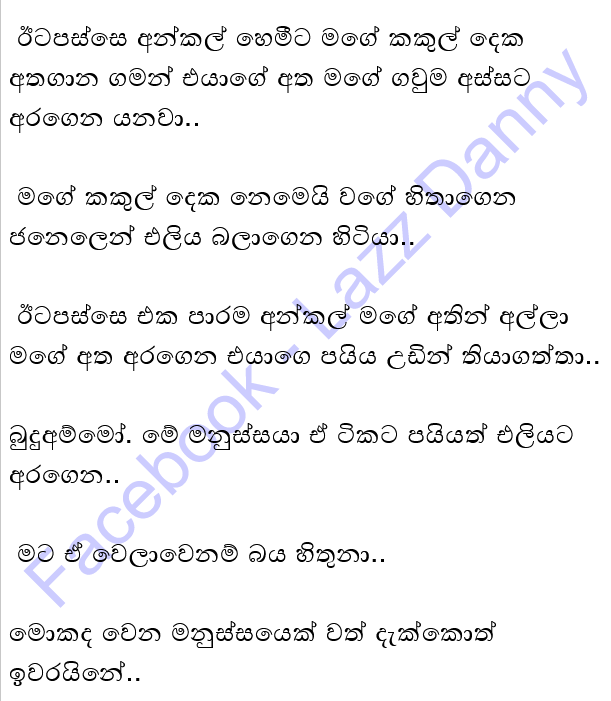 ඊටපස්සෙ අන්කල් හෙමීට මගේ කකුල් දෙක
අතගාන ගමන් එයාගේ අත මගේ ගවුම අස්සට
අරගෙන යනවා..
මගේ කකුල් දෙක නෙමෙයි වගේ හිතාගෙන
ජනෙලෙන් එලිය බලාගෙන හිටියා..
ඊටපස්සෙ එක පාරම අන්කල් මගේ අතින් අල්ලා
මගේ අත අරගෙන එයාගෙ පයිය උඩින් තියාගත්තා..
බුදුඅම්මෝ. මේ මනුස්සයා ඒ ටිකට පයියත් එලියට
අරගෙන..
මට ඒ වෙලාවෙනම් බය හිතුනා..
මොකද වෙන මනුස්සයෙක් වත් දැක්කොත්
ඉවරයිනේ..
Facebook - Lazz Danny